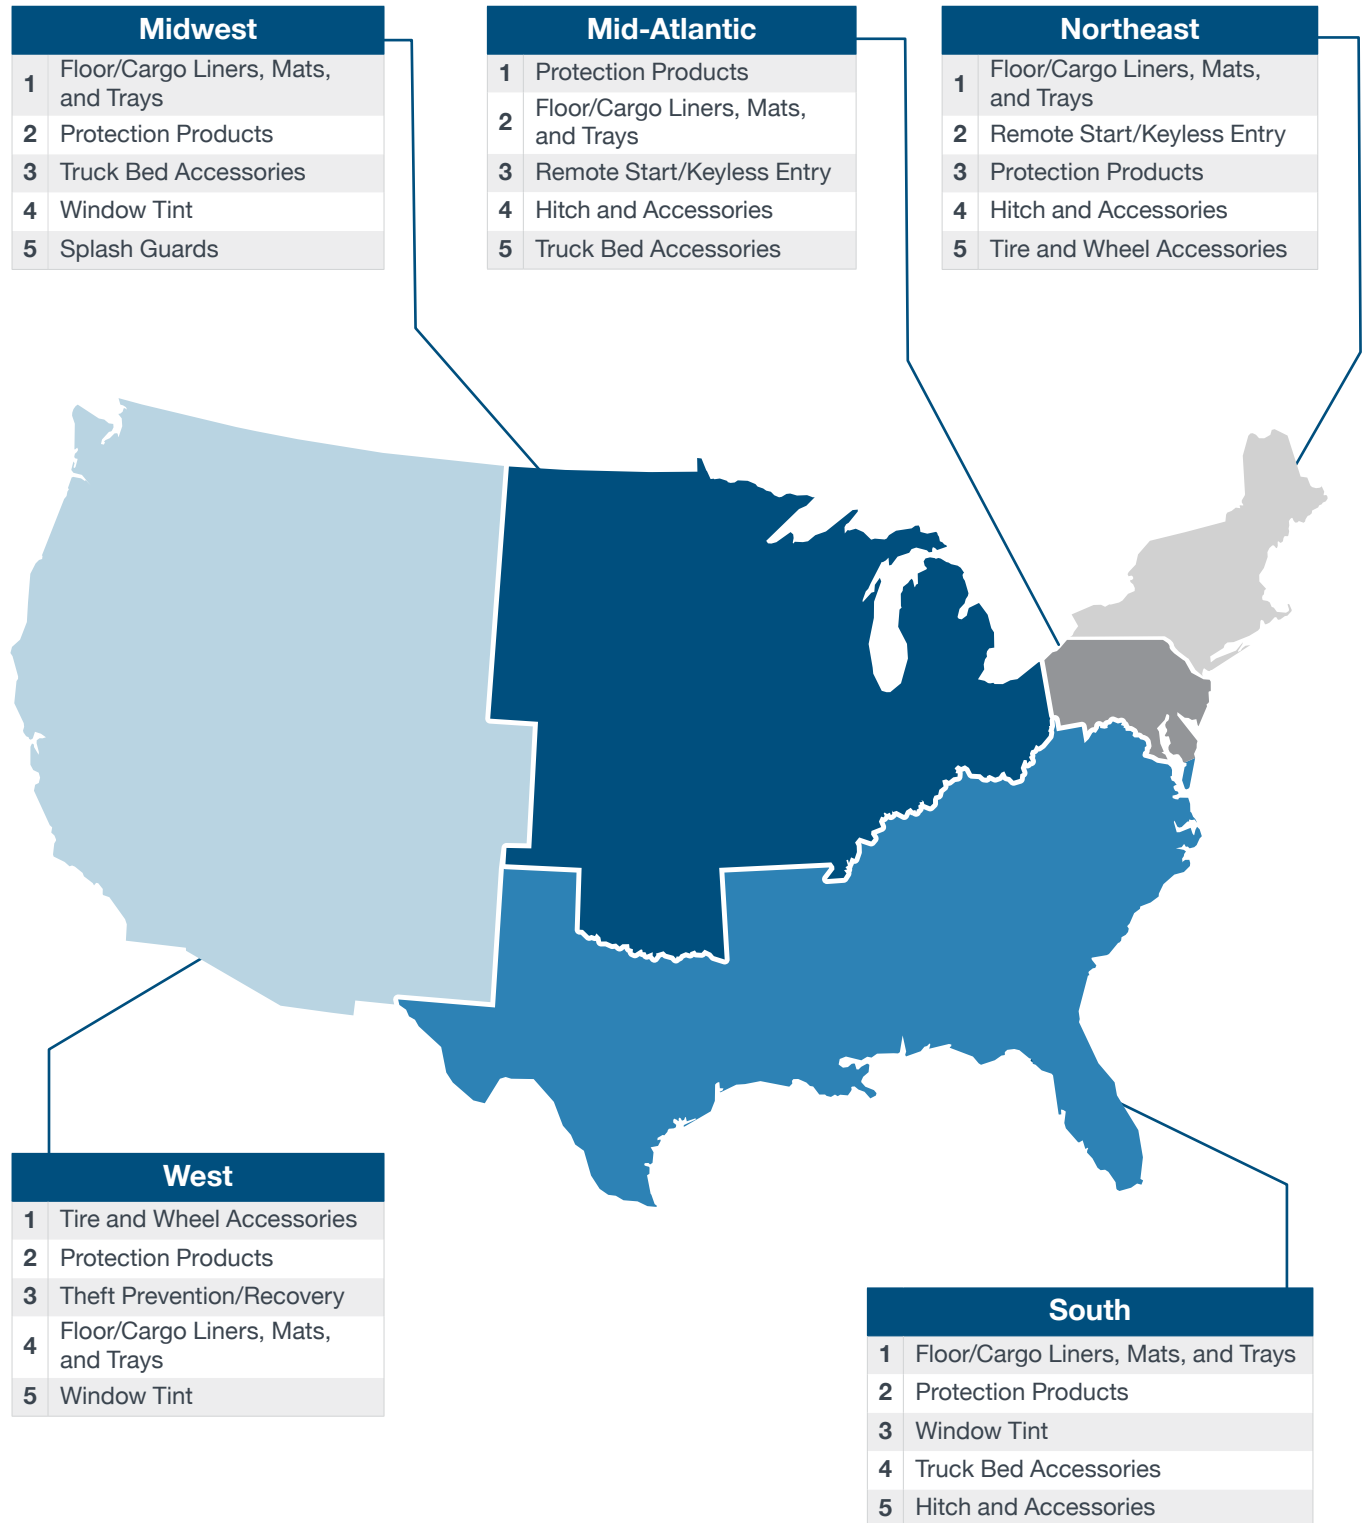 Midwest
1 Floor/Cargo Liners, Mats,
and Trays
2 Protection Products
3 Truck Bed Accessories
4 Window Tint
5 Splash Guards
Mid-Atlantic
1 Protection Products
2 Floor/Cargo Liners, Mats,
and Trays
3 Remote Start/Keyless Entry
4 Hitch and Accessories
5 Truck Bed Accessories
Northeast
1 Floor/Cargo Liners, Mats,
and Trays
2 Remote Start/Keyless Entry
3 Protection Products
4 Hitch and Accessories
5 Tire and Wheel Accessories
West
1 Tire and Wheel Accessories
2 Protection Products
3 Theft Prevention/Recovery
4 Floor/Cargo Liners, Mats,
and Trays
5 Window Tint
South
1 Floor/Cargo Liners, Mats, and Trays
2 Protection Products
3 Window Tint
4 Truck Bed Accessories
5 Hitch and Accessories